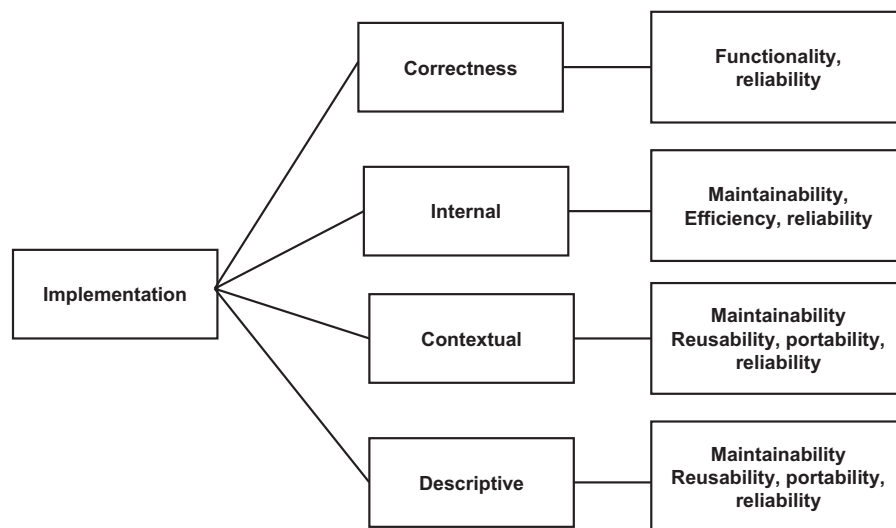 Correctness
Functionality,
reliability
Internal
Maintainability,
Efficiency, reliability
Implementation
Contextual
Maintainability
Reusability, portability,
reliability
Descriptive
Maintainability
Reusability, portability,
reliability